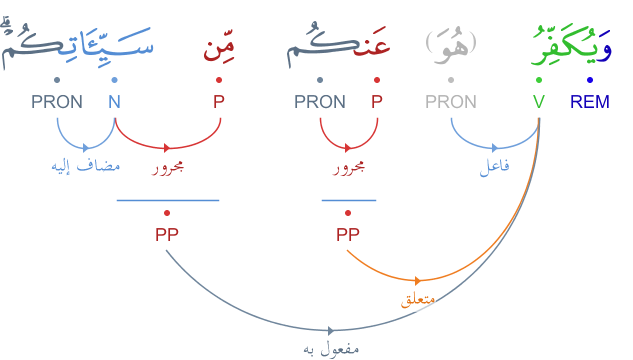 وَيُكَفِّرُ (هُوَ) عَنكُم مِّن سَيِّـَٔاتِكُمۡۗ
REM V PRON P PRON P N PRON
فاعل مجرور مجرور مضاف إليه
PP PP
متعلق
مفعول به